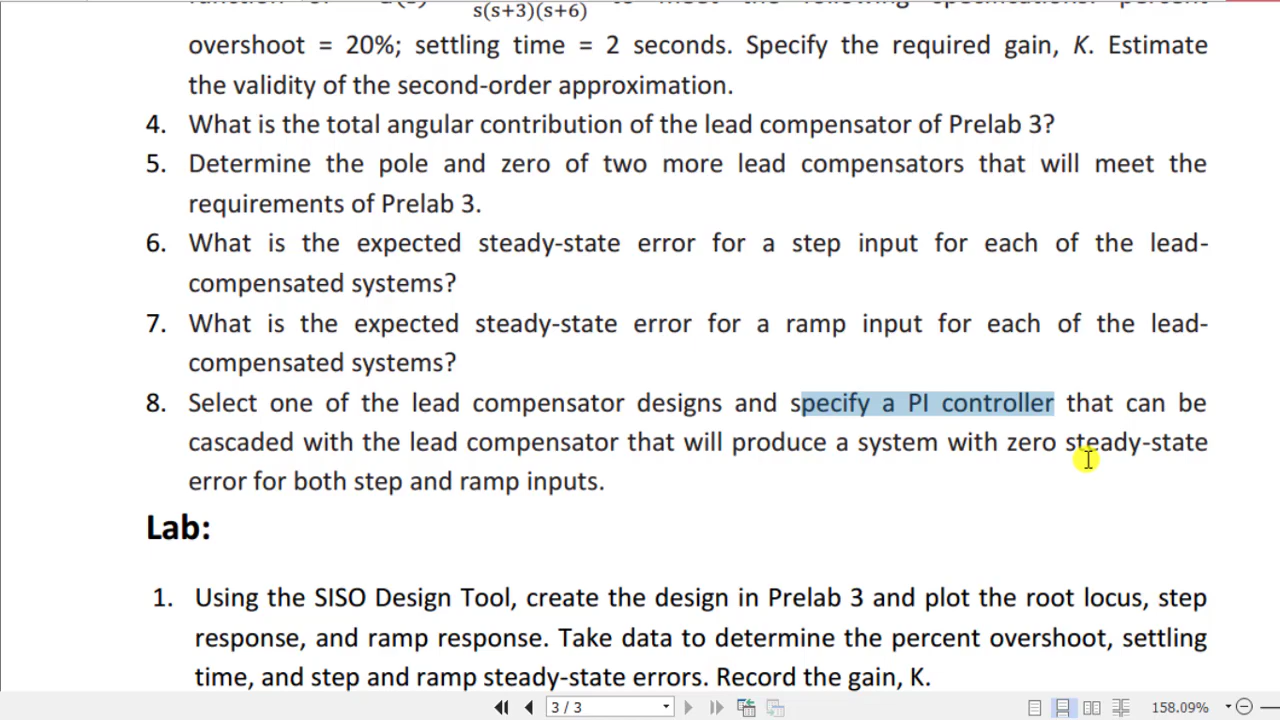 s(s+3)(s+6)
overshoot = 20%; settling time = 2 seconds. Specify the required gain, K. Estimate
the validity of the second-order approximation.
4. What is the total angular contribution of the lead compensator of Prelab 3?
5. Determine the pole and zero of two more lead compensators that will meet the
requirements of Prelab 3.
6. What is the expected steady-state error for a step input for each of the lead-
compensated systems?
7. What is the expected steady-state error for a ramp input for each of the lead-
compensated systems?
8. Select one of the lead compensator designs and specify a PI controller that can be
cascaded with the lead compensator that will produce a system with zero steady-state
error for both step and ramp inputs.
Lab:
1. Using the SISO Design Tool, create the design in Prelab 3 and plot the root locus, step
response, and ramp response. Take data to determine the percent overshoot, settling
time, and step and ramp steady-state errors. Record the gain, K.
3 / 3
158.09%